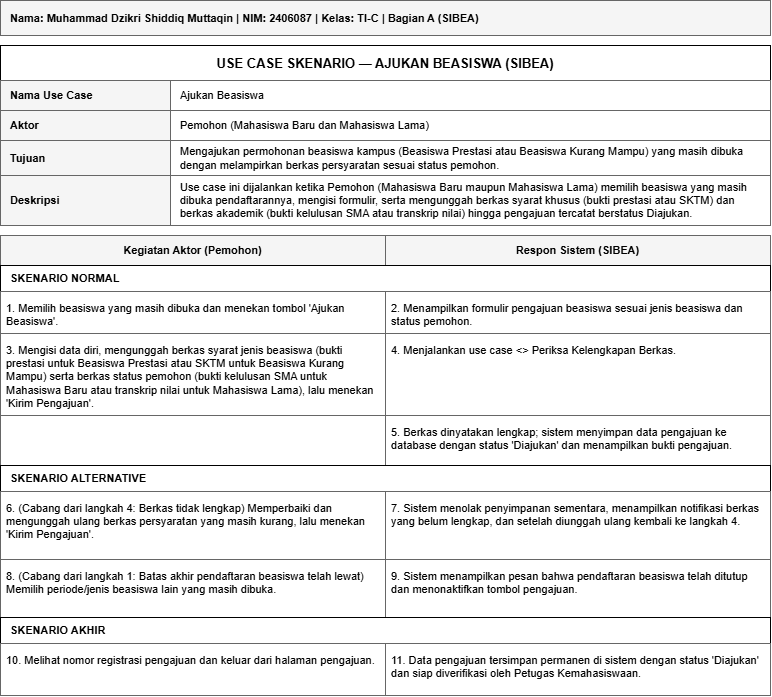 Nama: Muhammad Dzikri Shiddiq Muttaqin | NIM: 2406087 | Kelas: TI-C | Bagian A (SIBEA)
USE CASE SKENARIO — AJUKAN BEASISWA (SIBEA)
Nama Use Case
Ajukan Beasiswa
Aktor
Pemohon (Mahasiswa Baru dan Mahasiswa Lama)
Tujuan
Mengajukan permohonan beasiswa kampus (Beasiswa Prestasi atau Beasiswa Kurang Mampu) yang masih dibuka
dengan melampirkan berkas persyaratan sesuai status pemohon.
Deskripsi
Use case ini dijalankan ketika Pemohon (Mahasiswa Baru maupun Mahasiswa Lama) memilih beasiswa yang masih
dibuka pendaftarannya, mengisi formulir, serta mengunggah berkas syarat khusus (bukti prestasi atau SKTM) dan
berkas akademik (bukti kelulusan SMA atau transkrip nilai) hingga pengajuan tercatat berstatus Diajukan.
Kegiatan Aktor (Pemohon)
Respon Sistem (SIBEA)
SKENARIO NORMAL
1. Memilih beasiswa yang masih dibuka dan menekan tombol 'Ajukan
Beasiswa'.
2. Menampilkan formulir pengajuan beasiswa sesuai jenis beasiswa dan
status pemohon.
3. Mengisi data diri, mengunggah berkas syarat jenis beasiswa (bukti
prestasi untuk Beasiswa Prestasi atau SKTM untuk Beasiswa Kurang
Mampu) serta berkas status pemohon (bukti kelulusan SMA untuk
Mahasiswa Baru atau transkrip nilai untuk Mahasiswa Lama), lalu menekan
'Kirim Pengajuan'.
4. Menjalankan use case <> Periksa Kelengkapan Berkas.
5. Berkas dinyatakan lengkap; sistem menyimpan data pengajuan ke
database dengan status 'Diajukan' dan menampilkan bukti pengajuan.
SKENARIO ALTERNATIVE
6. (Cabang dari langkah 4: Berkas tidak lengkap) Memperbaiki dan
mengunggah ulang berkas persyaratan yang masih kurang, lalu menekan
'Kirim Pengajuan'.
7. Sistem menolak penyimpanan sementara, menampilkan notifikasi berkas
yang belum lengkap, dan setelah diunggah ulang kembali ke langkah 4.
8. (Cabang dari langkah 1: Batas akhir pendaftaran beasiswa telah lewat)
Memilih periode/jenis beasiswa lain yang masih dibuka.
9. Sistem menampilkan pesan bahwa pendaftaran beasiswa telah ditutup
dan menonaktifkan tombol pengajuan.
SKENARIO AKHIR
10. Melihat nomor registrasi pengajuan dan keluar dari halaman pengajuan.
11. Data pengajuan tersimpan permanen di sistem dengan status 'Diajukan'
dan siap diverifikasi oleh Petugas Kemahasiswaan.